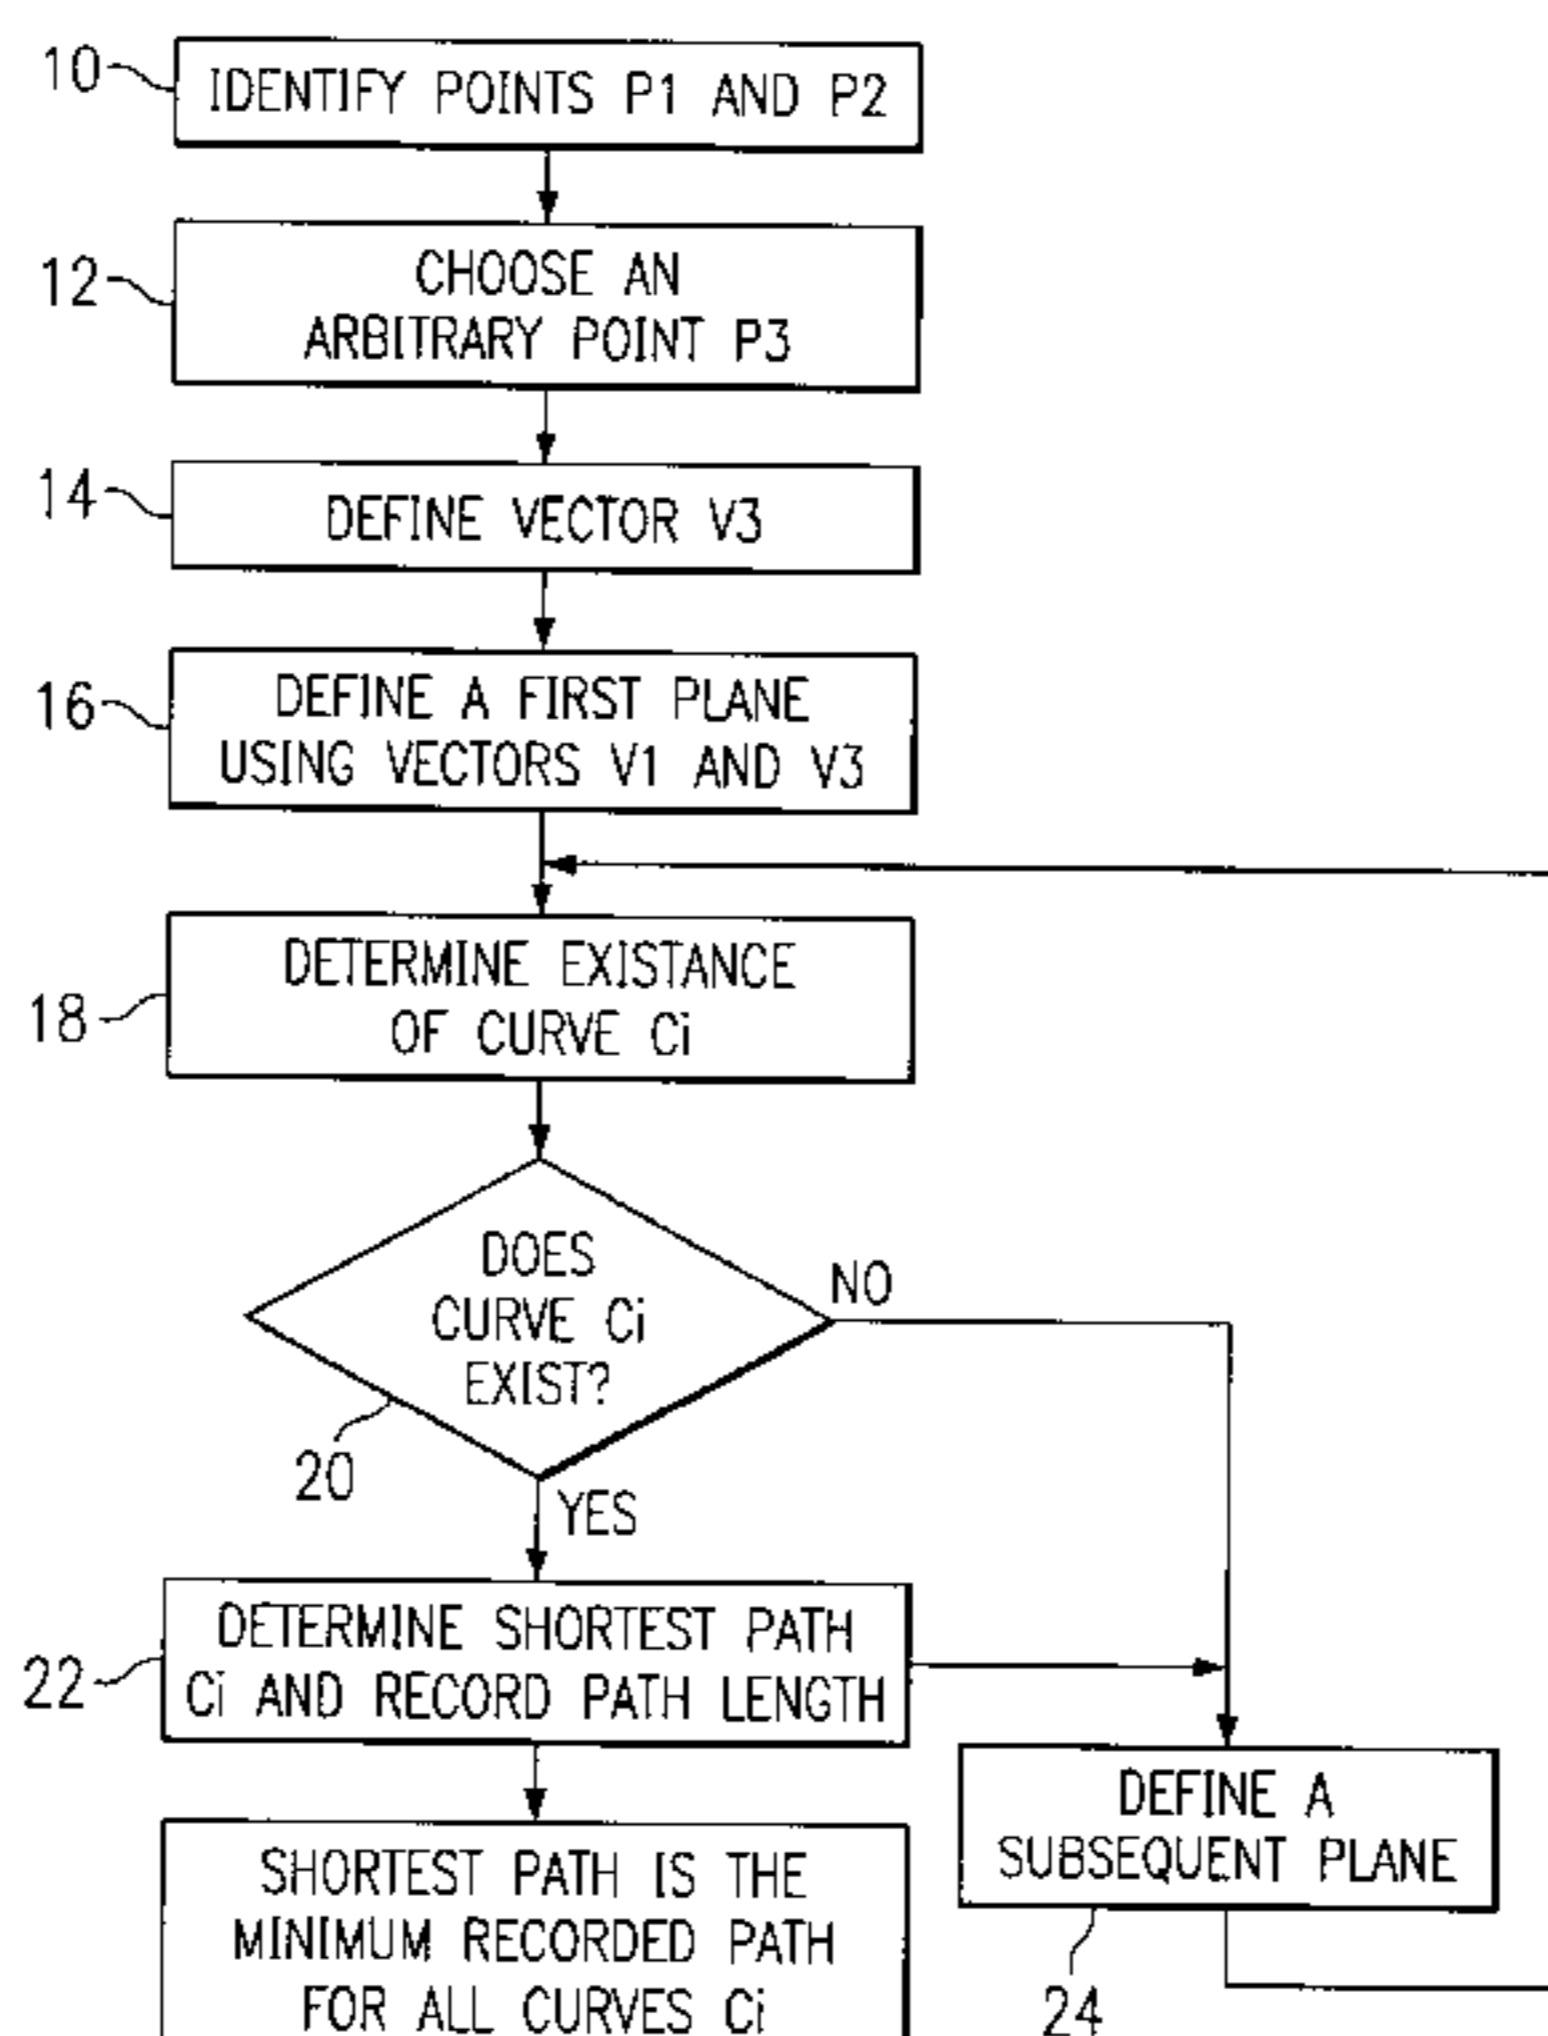 10
IDENTIFY POINTS P1 AND P2
12
CHOOSE AN
ARBITRARY POINT P3
14
DEFINE VECTOR V3
16
DEFINE A FIRST PLANE
USING VECTORS V1 AND V3
18
DETERMINE EXISTANCE
OF CURVE Ci
DOES
CURVE Ci
EXIST?
NO
20
YES
22
DETERMINE SHORTEST PATH
Ci AND RECORD PATH LENGTH
DEFINE A
SUBSEQUENT PLANE
24
SHORTEST PATH IS THE
MINIMUM RECORDED PATH
FOR ALL CURVES Ci